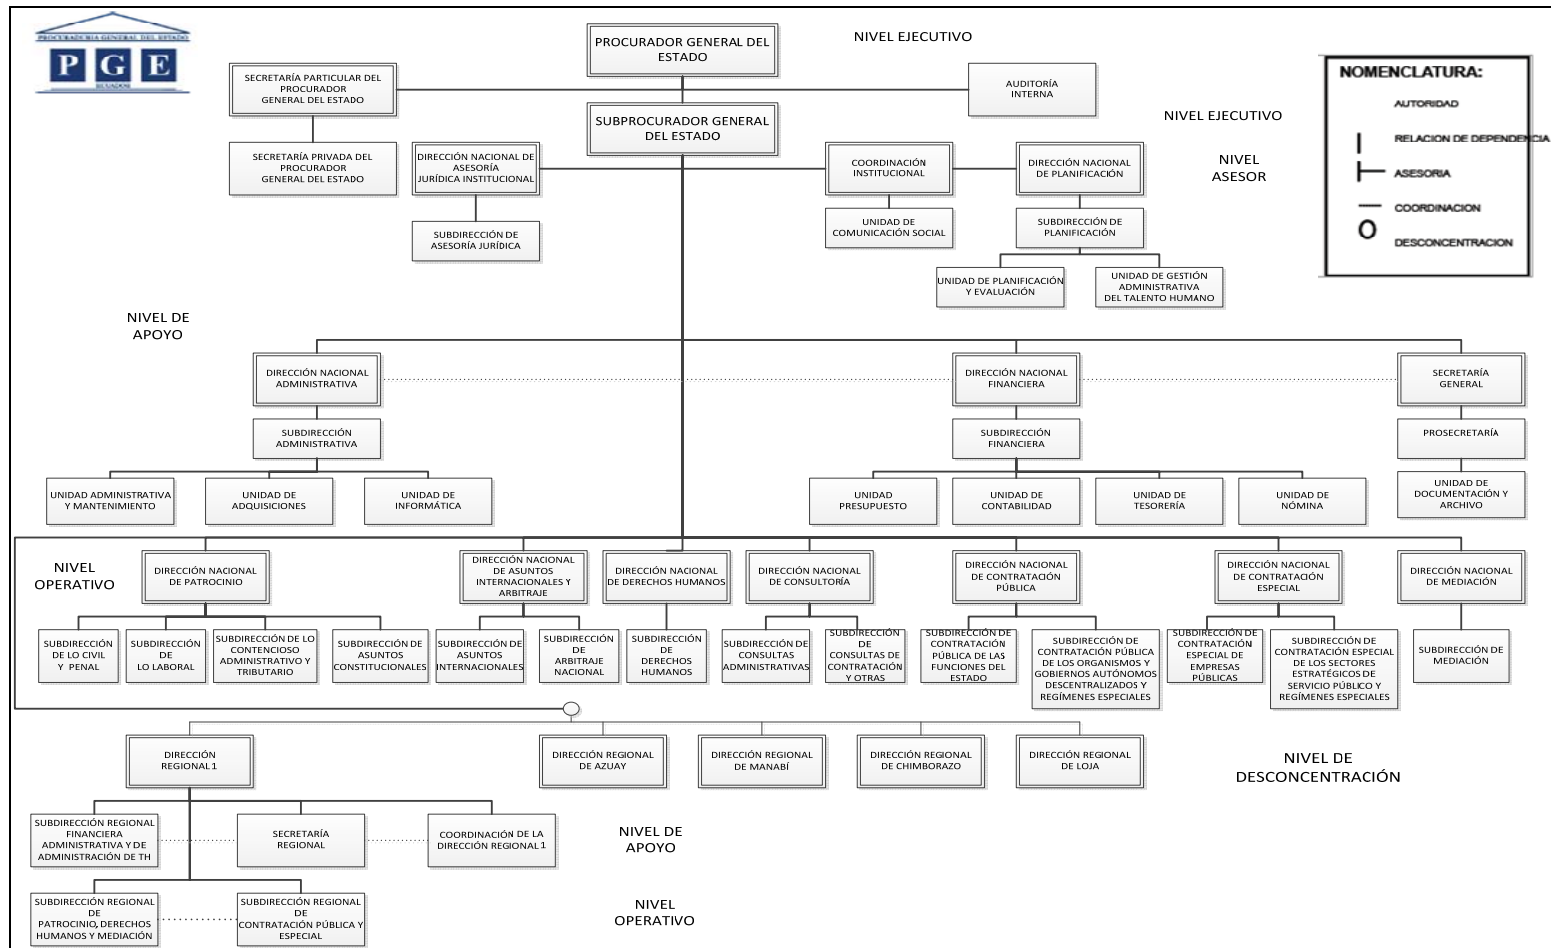 PROCURADURIA GENERAL DEL ESTADO
P G E
ECUADOR
PROCURADOR GENERAL DEL
ESTADO
NIVEL EJECUTIVO
SECRETARÍA PARTICULAR DEL
PROCURADOR
GENERAL DEL ESTADO
AUDITORÍA
INTERNA
NOMENCLATURA:
AUTORIDAD
RELACION DE DEPENDENCIA
ASESORIA
COORDINACION
DESCONCENTRACION
SUBPROCURADOR GENERAL
DEL ESTADO
NIVEL EJECUTIVO
SECRETARÍA PRIVADA DEL
PROCURADOR
GENERAL DEL ESTADO
DIRECCIÓN NACIONAL DE
ASESORÍA
JURÍDICA INSTITUCIONAL
COORDINACIÓN
INSTITUCIONAL
DIRECCIÓN NACIONAL
DE PLANIFICACIÓN
NIVEL
ASESOR
SUBDIRECCIÓN DE
ASESORÍA JURÍDICA
UNIDAD DE
COMUNICACIÓN SOCIAL
SUBDIRECCIÓN DE
PLANIFICACIÓN
UNIDAD DE PLANIFICACIÓN
Y EVALUACIÓN
UNIDAD DE GESTIÓN
ADMINISTRATIVA
DEL TALENTO HUMANO
NIVEL DE
APOYO
DIRECCIÓN NACIONAL
ADMINISTRATIVA
DIRECCIÓN NACIONAL
FINANCIERA
SECRETARÍA
GENERAL
SUBDIRECCIÓN
ADMINISTRATIVA
SUBDIRECCIÓN
FINANCIERA
PROSECRETARÍA
UNIDAD ADMINISTRATIVA
Y MANTENIMIENTO
UNIDAD DE
ADQUISICIONES
UNIDAD DE
INFORMÁTICA
UNIDAD
PRESUPUESTO
UNIDAD DE
CONTABILIDAD
UNIDAD DE
TESORERÍA
UNIDAD DE
NÓMINA
UNIDAD DE
DOCUMENTACIÓN Y
ARCHIVO
NIVEL
OPERATIVO
DIRECCIÓN NACIONAL
DE PATROCINIO
DIRECCIÓN NACIONAL
DE ASUNTOS
INTERNACIONALES Y
ARBITRAJE
DIRECCIÓN NACIONAL
DE DERECHOS HUMANOS
DIRECCIÓN NACIONAL
DE CONSULTORÍA
DIRECCIÓN NACIONAL
DE CONTRATACIÓN
PÚBLICA
DIRECCIÓN NACIONAL
DE CONTRATACIÓN
ESPECIAL
DIRECCIÓN NACIONAL
DE MEDIACIÓN
SUBDIRECCIÓN
DE LO CIVIL
Y PENAL
SUBDIRECCIÓN
DE
LO LABORAL
SUBDIRECCIÓN DE LO
CONTENCIOSO
ADMINISTRATIVO Y
TRIBUTARIO
SUBDIRECCIÓN DE
ASUNTOS
CONSTITUCIONALES
SUBDIRECCIÓN DE
ASUNTOS
INTERNACIONALES
SUBDIRECCIÓN
DE
ARBITRAJE
NACIONAL
SUBDIRECCIÓN
DE
DERECHOS
HUMANOS
SUBDIRECCIÓN DE
CONSULTAS
ADMINISTRATIVAS
SUBDIRECCIÓN
DE
CONSULTAS DE
CONTRATACIÓN
Y OTRAS
SUBDIRECCIÓN DE
CONTRATACIÓN
PÚBLICA DE LAS
FUNCIONES DEL
ESTADO
SUBDIRECCIÓN DE
CONTRATACIÓN PÚBLICA
DE LOS ORGANISMOS Y
GOBIERNOS AUTÓNOMOS
DESCENTRALIZADOS Y
REGÍMENES ESPECIALES
SUBDIRECCIÓN DE
CONTRATACIÓN
ESPECIAL DE
EMPRESAS
PÚBLICAS
SUBDIRECCIÓN DE
CONTRATACIÓN ESPECIAL
DE LOS SECTORES
ESTRATÉGICOS DE
SERVICIO PÚBLICO Y
REGÍMENES ESPECIALES
SUBDIRECCIÓN DE
MEDIACIÓN
DIRECCIÓN
REGIONAL 1
DIRECCIÓN REGIONAL
DE AZUAY
DIRECCIÓN REGIONAL
DE MANABÍ
DIRECCIÓN REGIONAL
DE CHIMBORAZO
DIRECCIÓN REGIONAL
DE LOJA
NIVEL DE
DESCONCENTRACIÓN
SUBDIRECCIÓN REGIONAL
FINANCIERA
ADMINISTRATIVA Y DE
ADMINISTRACIÓN DE TH
SECRETARÍA
REGIONAL
COORDINACIÓN DE LA
DIRECCIÓN REGIONAL 1
NIVEL DE
APOYO
SUBDIRECCIÓN REGIONAL
DE
PATROCINIO, DERECHOS
HUMANOS Y MEDIACIÓN
SUBDIRECCIÓN REGIONAL
DE
CONTRATACIÓN PÚBLICA Y
ESPECIAL
NIVEL
OPERATIVO